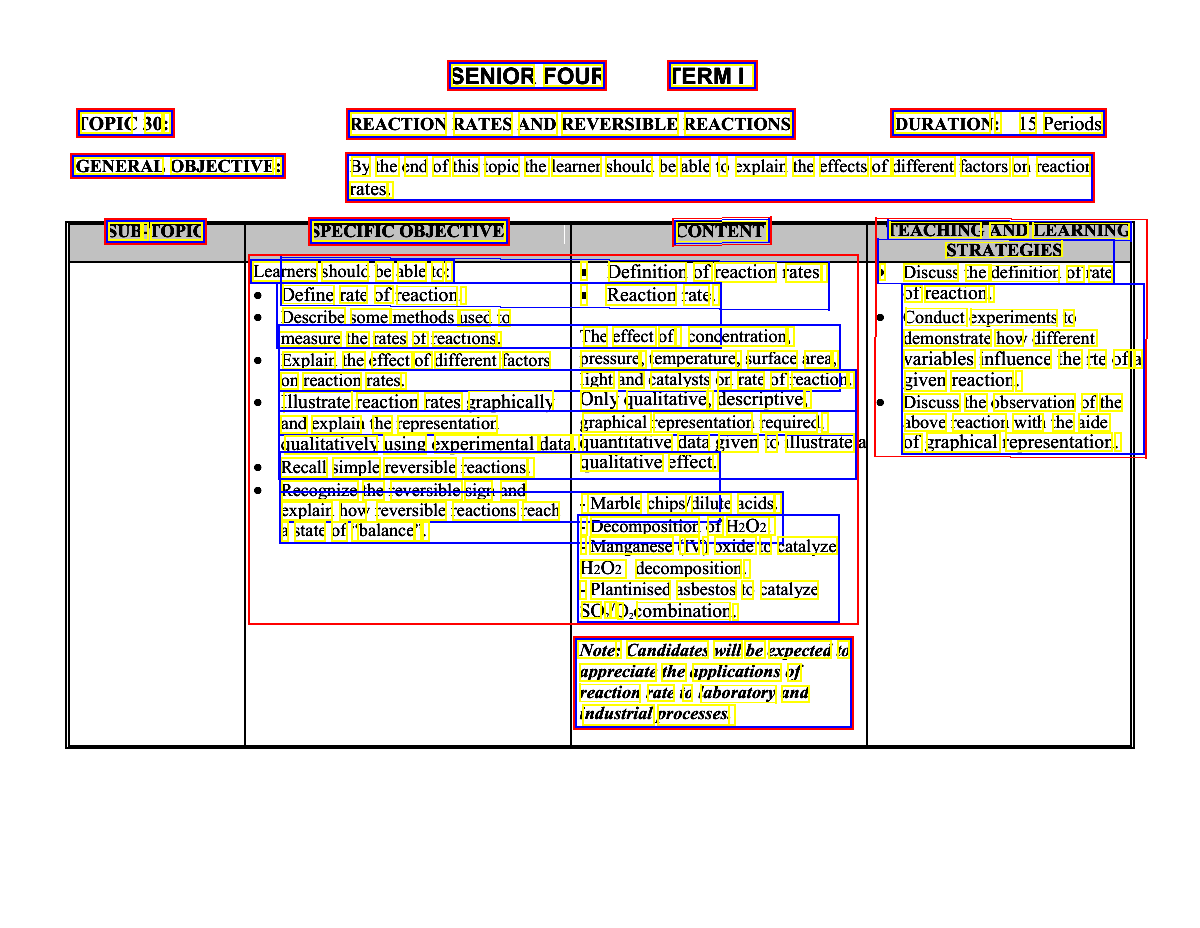 SENIOR FOUR TERM I
TOPIC 30: REACTION RATES AND REVERSIBLE REACTIONS DURATION: 15 Periods
GENERAL OBJECTIVE: By the end of this topic the learner should be able to explain the effects of different factors on reaction
rates.
SUB-TOPIC SPECIFIC OBJECTIVE CONTENT TEACHING AND LEARNING
STRATEGIES
Learners should be able to:
• Define rate of reaction.
• Describe some methods used to
measure the rates of reactions.
• Explain the effect of different factors
on reaction rates.
• Illustrate reaction rates graphically
and explain the representation
qualitatively using experimental data.
• Recall simple reversible reactions.
• Recognize the reversible sign and
explain how reversible reactions reach
a state of “balance”.
▪ Definition of reaction rates
▪ Reaction rate.
The effect of concentration,
pressure, temperature, surface area,
light and catalysts on rate of reaction.
Only qualitative, descriptive,
graphical representation required,
quantitative data given to illustrate a
qualitative effect.
- Marble chips/dilute acids.
- Decomposition of H2O2
- Manganese (IV) oxide to catalyze
H2O2 decomposition.
- Plantinised asbestos to catalyze
SO2/O2combination.
Note: Candidates will be expected to
appreciate the applications of
reaction rate to laboratory and
industrial processes
• Discuss the definition of rate
of reaction.
• Conduct experiments to
demonstrate how different
variables influence the rte of a
given reaction.
• Discuss the observation of the
above reaction with the aide
of graphical representation.